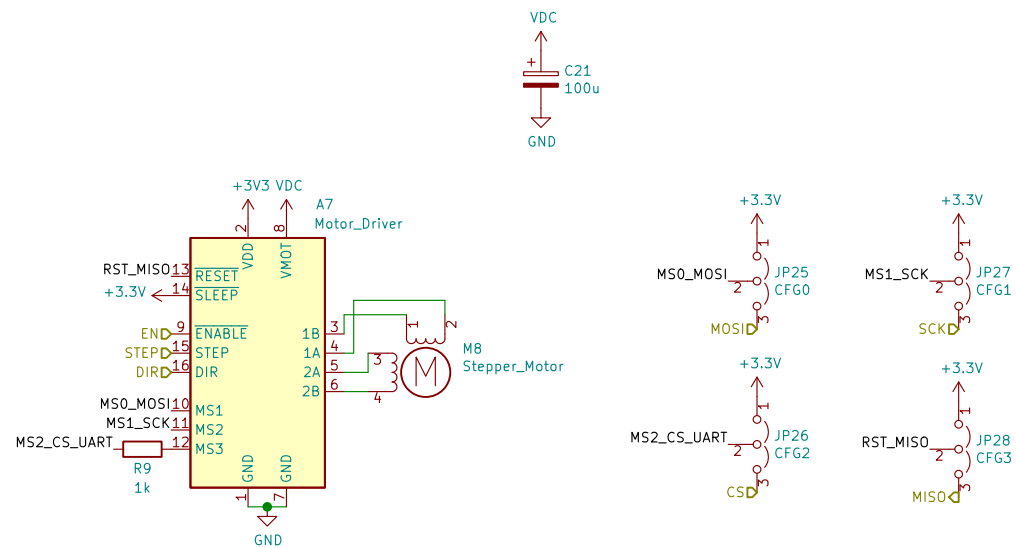 VDC
+
C21
100u
GND
+3V3 VDC
A7
Motor_Driver
2
8
VDD
VMOT
RST_MISO 13 RESET
+3.3V 14 SLEEP
EN 9 ENABLE
STEP 15 STEP
DIR 16 DIR
MS0_MOSI 10 MS1
MS1_SCK 11 MS2
MS2_CS_UART 12 MS3
R9
1k
1B 3
1A 4
2A 5
2B 6
1
2
3
4
M
M8
Stepper_Motor
GND
GND
1
7
GND
+3.3V
1
MS0_MOSI 2
JP25
CFG0
3
MOSI
+3.3V
1
MS1_SCK 2
JP27
CFG1
3
SCK
+3.3V
1
MS2_CS_UART 2
JP26
CFG2
3
CS
+3.3V
1
RST_MISO 2
JP28
CFG3
3
MISO